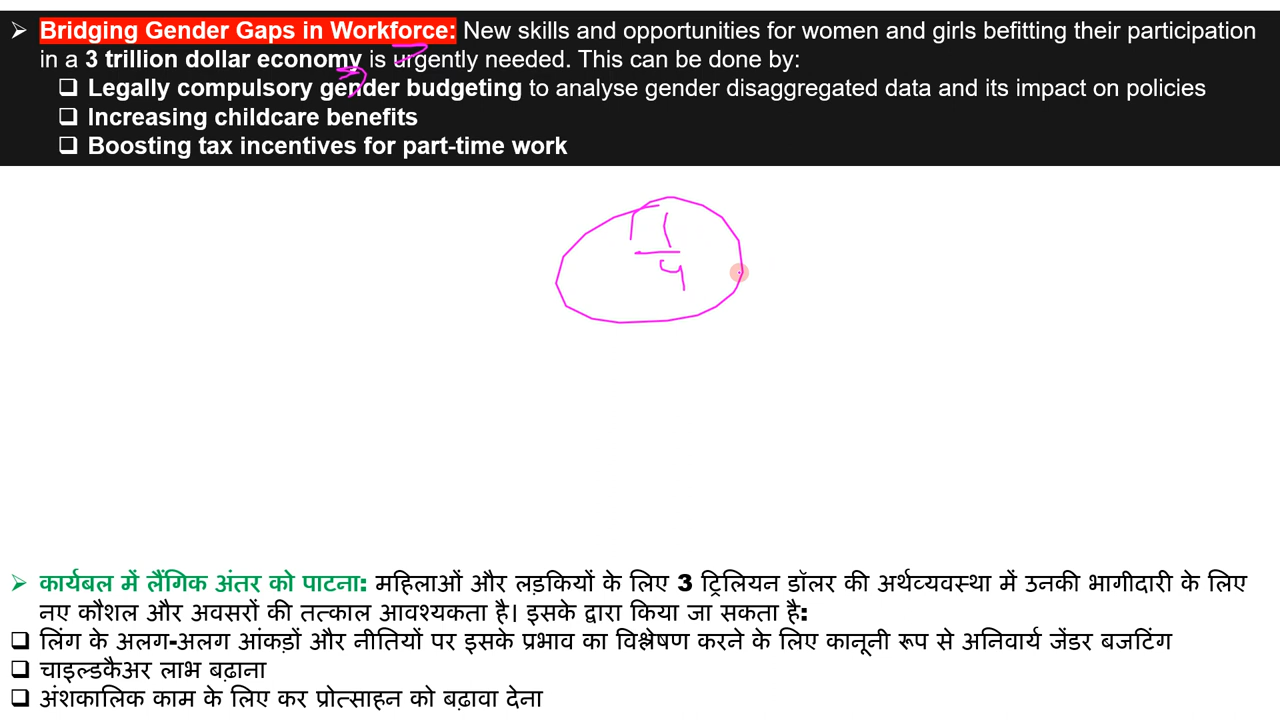 ➢ Bridging Gender Gaps in Workforce: New skills and opportunities for women and girls befitting their participation
in a 3 trillion dollar economy is urgently needed. This can be done by:
❑ Legally compulsory gender budgeting to analyse gender disaggregated data and its impact on policies
❑ Increasing childcare benefits
❑ Boosting tax incentives for part-time work
1
4
➢ कार्यबल में लैंगिक अंतर को पाटना: महिलाओं और लड़कियों के लिए 3 ट्रिलियन डॉलर की अर्थव्यवस्था में उनकी भागीदारी के लिए
नए कौशल और अवसरों की तत्काल आवश्यकता है। इसके द्वारा किया जा सकता है:
❑ लिंग के अलग-अलग आंकड़ों और नीतियों पर इसके प्रभाव का विश्लेषण करने के लिए कानूनी रूप से अनिवार्य जेंडर बजटिंग
❑ चाइल्डकैअर लाभ बढ़ाना
❑ अंशकालिक काम के लिए कर प्रोत्साहन को बढ़ावा देना